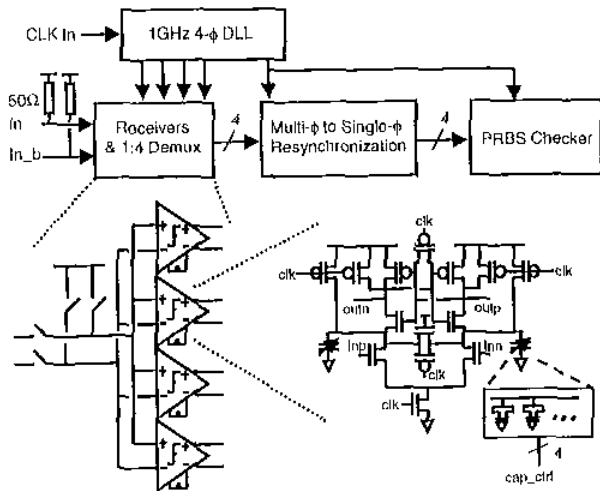 CLK In
1GHz 4-ϕ DLL
50Ω
In
In_b
Receivers
& 1:4 Demux
4
Multi-ϕ to Single-ϕ
Resynchronization
4
PRBS Checker
clk
clk
clk
outn
outp
Inp
Inn
clk
clk
4
cap_ctrl